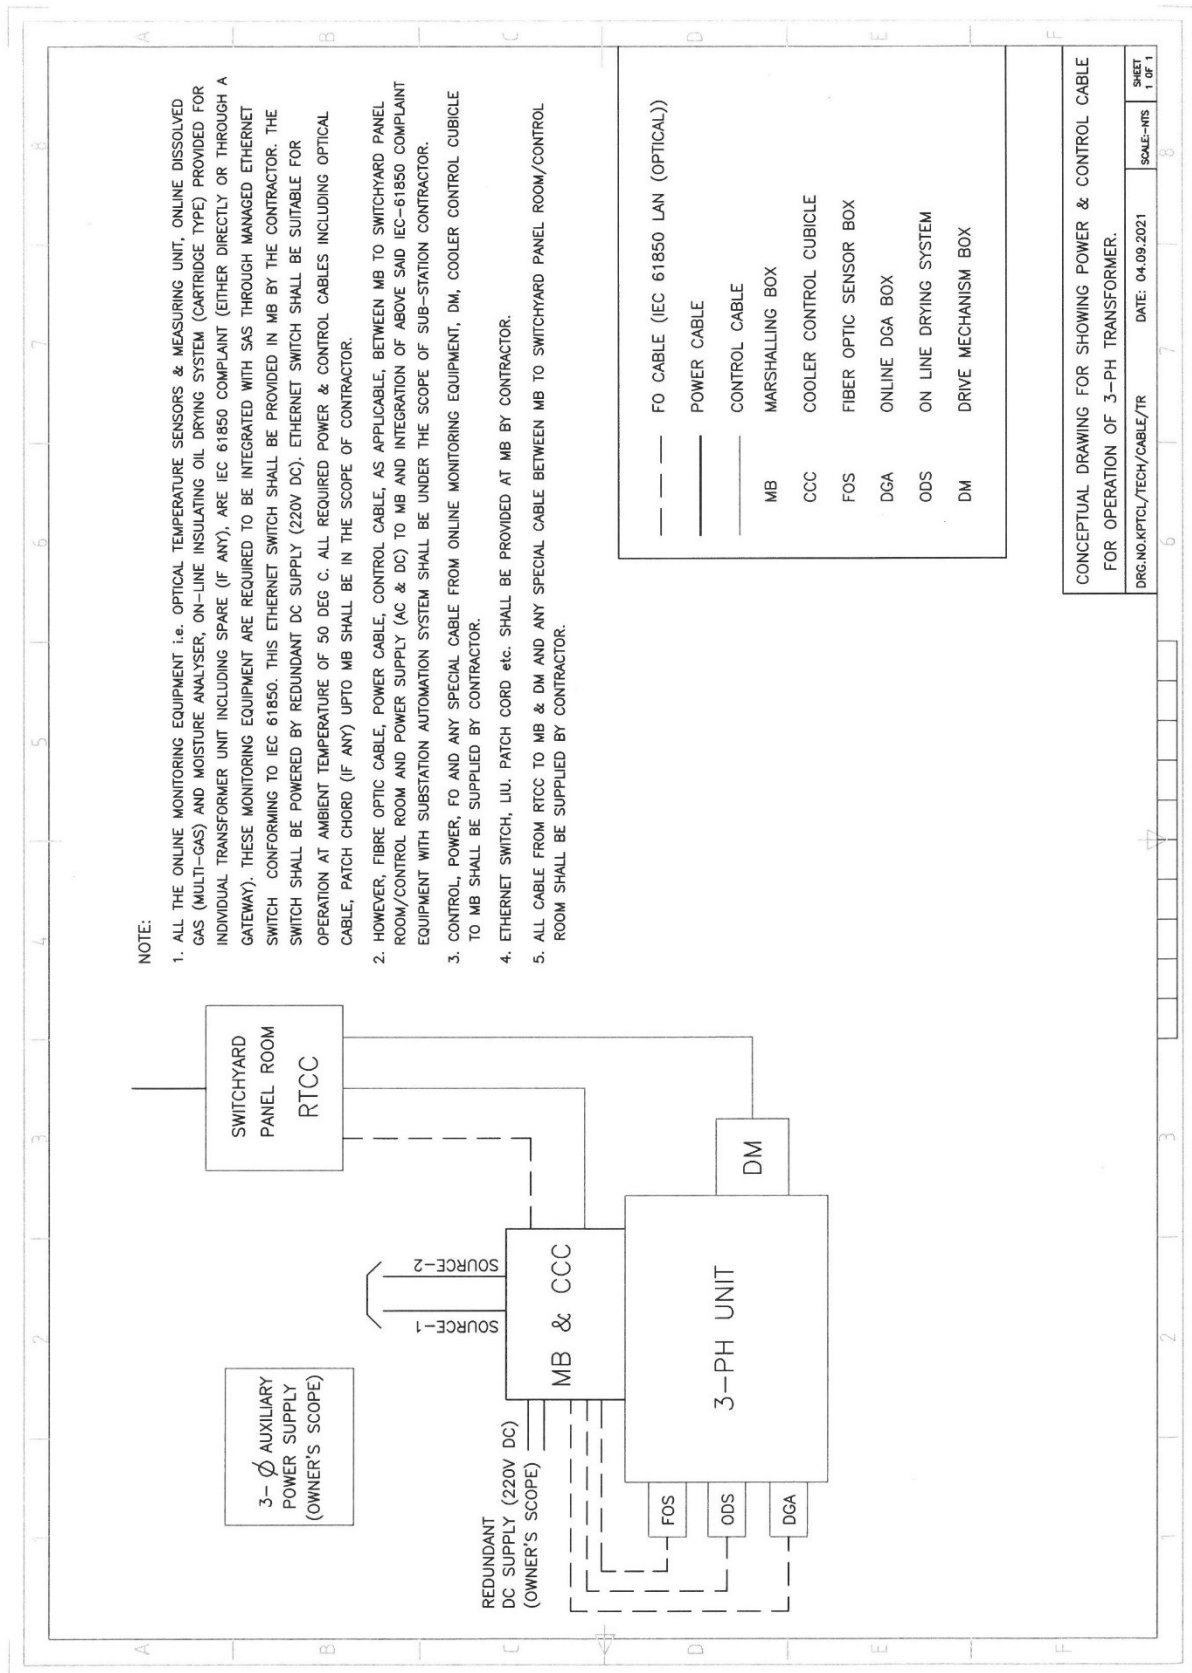 NOTE:
1. ALL THE ONLINE MONITORING EQUIPMENT i.e. OPTICAL TEMPERATURE SENSORS & MEASURING UNIT, ONLINE DISSOLVED
GAS (MULTI-GAS) AND MOISTURE ANALYSER, ON-LINE INSULATING OIL DRYING SYSTEM (CARTRIDGE TYPE) PROVIDED FOR
INDIVIDUAL TRANSFORMER UNIT INCLUDING SPARE (IF ANY), ARE IEC 61850 COMPLAINT (EITHER DIRECTLY OR THROUGH A
GATEWAY). THESE MONITORING EQUIPMENT ARE REQUIRED TO BE INTEGRATED WITH SAS THROUGH MANAGED ETHERNET
SWITCH CONFORMING TO IEC 61850. THIS ETHERNET SWITCH SHALL BE PROVIDED IN MB BY THE CONTRACTOR. THE
SWITCH SHALL BE POWERED BY REDUNDANT DC SUPPLY (220V DC). ETHERNET SWITCH SHALL BE SUITABLE FOR
OPERATION AT AMBIENT TEMPERATURE OF 50 DEG C. ALL REQUIRED POWER & CONTROL CABLES INCLUDING OPTICAL
CABLE, PATCH CHORD (IF ANY) UPTO MB SHALL BE IN THE SCOPE OF CONTRACTOR.
2. HOWEVER, FIBRE OPTIC CABLE, POWER CABLE, CONTROL CABLE, AS APPLICABLE, BETWEEN MB TO SWITCHYARD PANEL
ROOM/CONTROL ROOM AND POWER SUPPLY (AC & DC) TO MB AND INTEGRATION OF ABOVE SAID IEC-61850 COMPLAINT
EQUIPMENT WITH SUBSTATION AUTOMATION SYSTEM SHALL BE UNDER THE SCOPE OF SUB-STATION CONTRACTOR.
3. CONTROL, POWER, FO AND ANY SPECIAL CABLE FROM ONLINE MONITORING EQUIPMENT, DM, COOLER CONTROL CUBICLE
TO MB SHALL BE SUPPLIED BY CONTRACTOR.
4. ETHERNET SWITCH, LIU. PATCH CORD etc. SHALL BE PROVIDED AT MB BY CONTRACTOR.
5. ALL CABLE FROM RTCC TO MB & DM AND ANY SPECIAL CABLE BETWEEN MB TO SWITCHYARD PANEL ROOM/CONTROL
ROOM SHALL BE SUPPLIED BY CONTRACTOR.
3- Ø AUXILIARY
POWER SUPPLY
(OWNER'S SCOPE)
SWITCHYARD
PANEL ROOM
RTCC
SOURCE-1
SOURCE-2
REDUNDANT
DC SUPPLY (220V DC)
(OWNER'S SCOPE)
MB & CCC
3-PH UNIT
DM
FOS
ODS
DGA
FO CABLE (IEC 61850 LAN (OPTICAL))
POWER CABLE
CONTROL CABLE
MB MARSHALLING BOX
CCC COOLER CONTROL CUBICLE
FOS FIBER OPTIC SENSOR BOX
DGA ONLINE DGA BOX
ODS ON LINE DRYING SYSTEM
DM DRIVE MECHANISM BOX
CONCEPTUAL DRAWING FOR SHOWING POWER & CONTROL CABLE
FOR OPERATION OF 3-PH TRANSFORMER.
DRG.NO.KPTCL/TECH/CABLE/TR DATE: 04.09.2021 SCALE:-NTS SHEET
1 OF 1
1 2 3 4 5 6 7 8
1 2 3 6 7 8
A B C D E F
A B C D E F